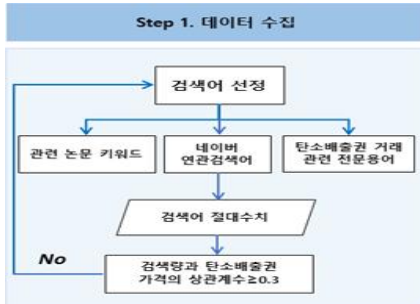 Step 1. 데이터 수집
검색어 선정
관련 논문 키워드
네이버
연관검색어
탄소배출권 거래
관련 전문용어
검색어 절대수치
No
검색량과 탄소배출권
가격의 상관계수≥0.3